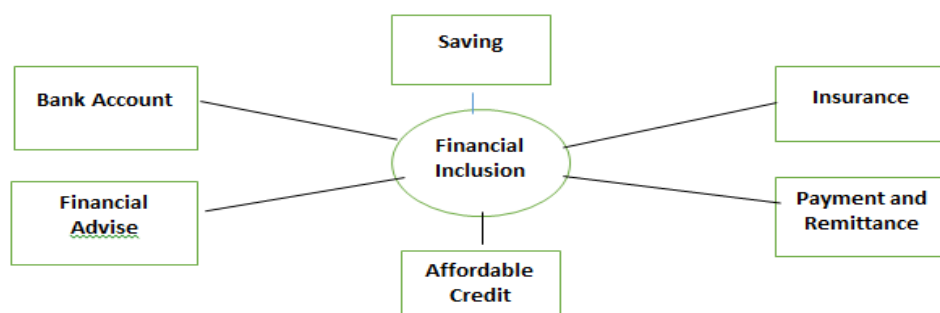 Saving
Bank Account
Insurance
Financial
Inclusion
Financial
Advise
Payment and
Remittance
Affordable
Credit